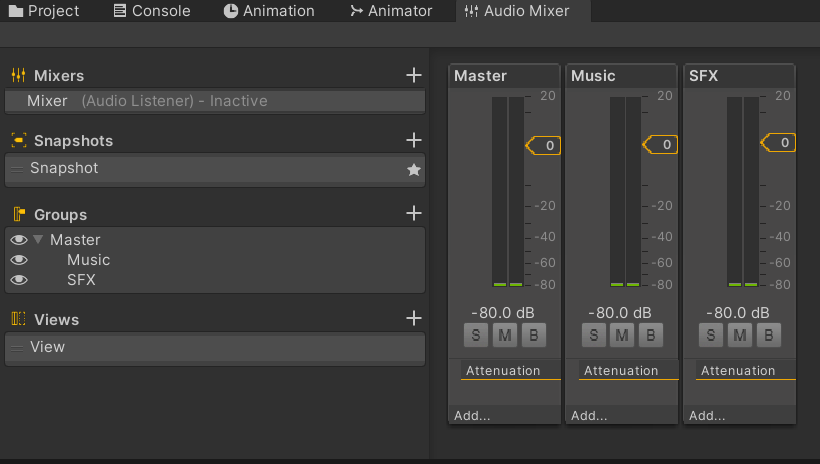 Project Console Animation Animator Audio Mixer
Mixers
Mixer (Audio Listener) - Inactive
Snapshots
Snapshot
Groups
Master
Music
SFX
Views
View
Master
20
0
-20
-40
-60
-80
-80.0 dB
S M B
Attenuation
Add...
Music
20
0
-20
-40
-60
-80
-80.0 dB
S M B
Attenuation
Add...
SFX
20
0
-20
-40
-60
-80
-80.0 dB
S M B
Attenuation
Add...